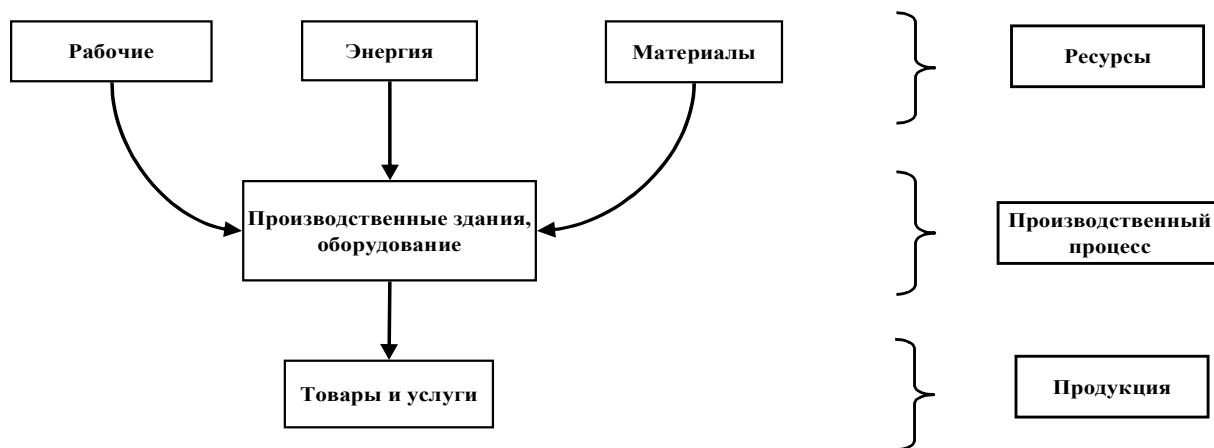 Рабочие
Энергия
Материалы
Ресурсы
Производственные здания,
оборудование
Производственный
процесс
Товары и услуги
Продукция